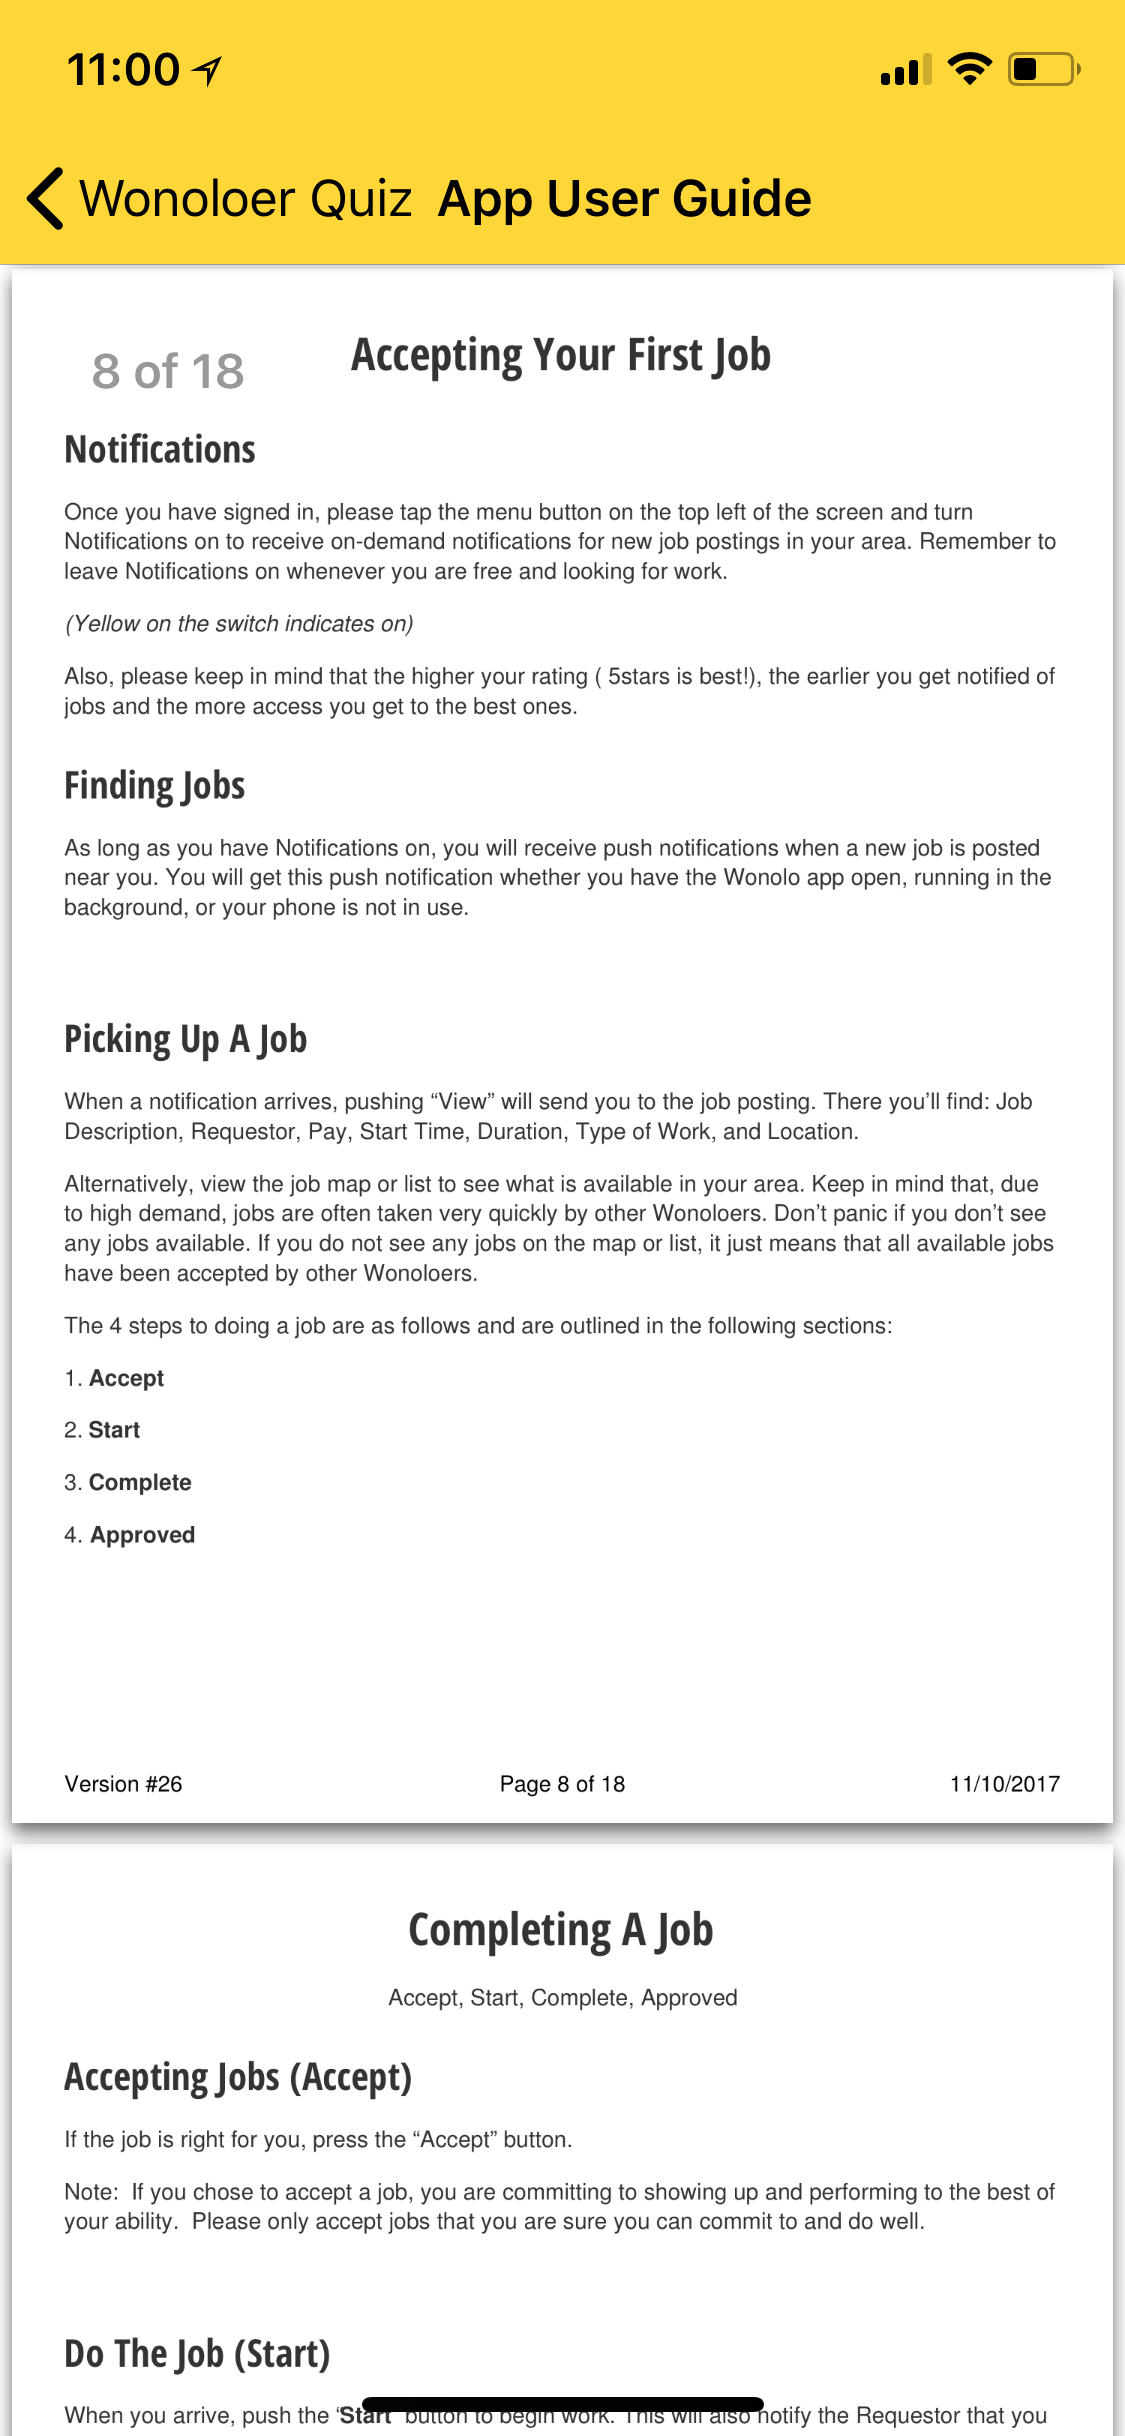 11:00
Wonoloer Quiz App User Guide
8 of 18
Accepting Your First Job
Notifications
Once you have signed in, please tap the menu button on the top left of the screen and turn
Notifications on to receive on-demand notifications for new job postings in your area. Remember to
leave Notifications on whenever you are free and looking for work.
(Yellow on the switch indicates on)
Also, please keep in mind that the higher your rating ( 5stars is best!), the earlier you get notified of
jobs and the more access you get to the best ones.
Finding Jobs
As long as you have Notifications on, you will receive push notifications when a new job is posted
near you. You will get this push notification whether you have the Wonolo app open, running in the
background, or your phone is not in use.
Picking Up A Job
When a notification arrives, pushing “View” will send you to the job posting. There you’ll find: Job
Description, Requestor, Pay, Start Time, Duration, Type of Work, and Location.
Alternatively, view the job map or list to see what is available in your area. Keep in mind that, due
to high demand, jobs are often taken very quickly by other Wonoloers. Don’t panic if you don’t see
any jobs available. If you do not see any jobs on the map or list, it just means that all available jobs
have been accepted by other Wonoloers.
The 4 steps to doing a job are as follows and are outlined in the following sections:
1. Accept
2. Start
3. Complete
4. Approved
Version #26 Page 8 of 18 11/10/2017
Completing A Job
Accept, Start, Complete, Approved
Accepting Jobs (Accept)
If the job is right for you, press the “Accept” button.
Note:  If you chose to accept a job, you are committing to showing up and performing to the best of
your ability.  Please only accept jobs that you are sure you can commit to and do well.
Do The Job (Start)
When you arrive, push the ‘Start’ button to begin work. This will also notify the Requestor that you